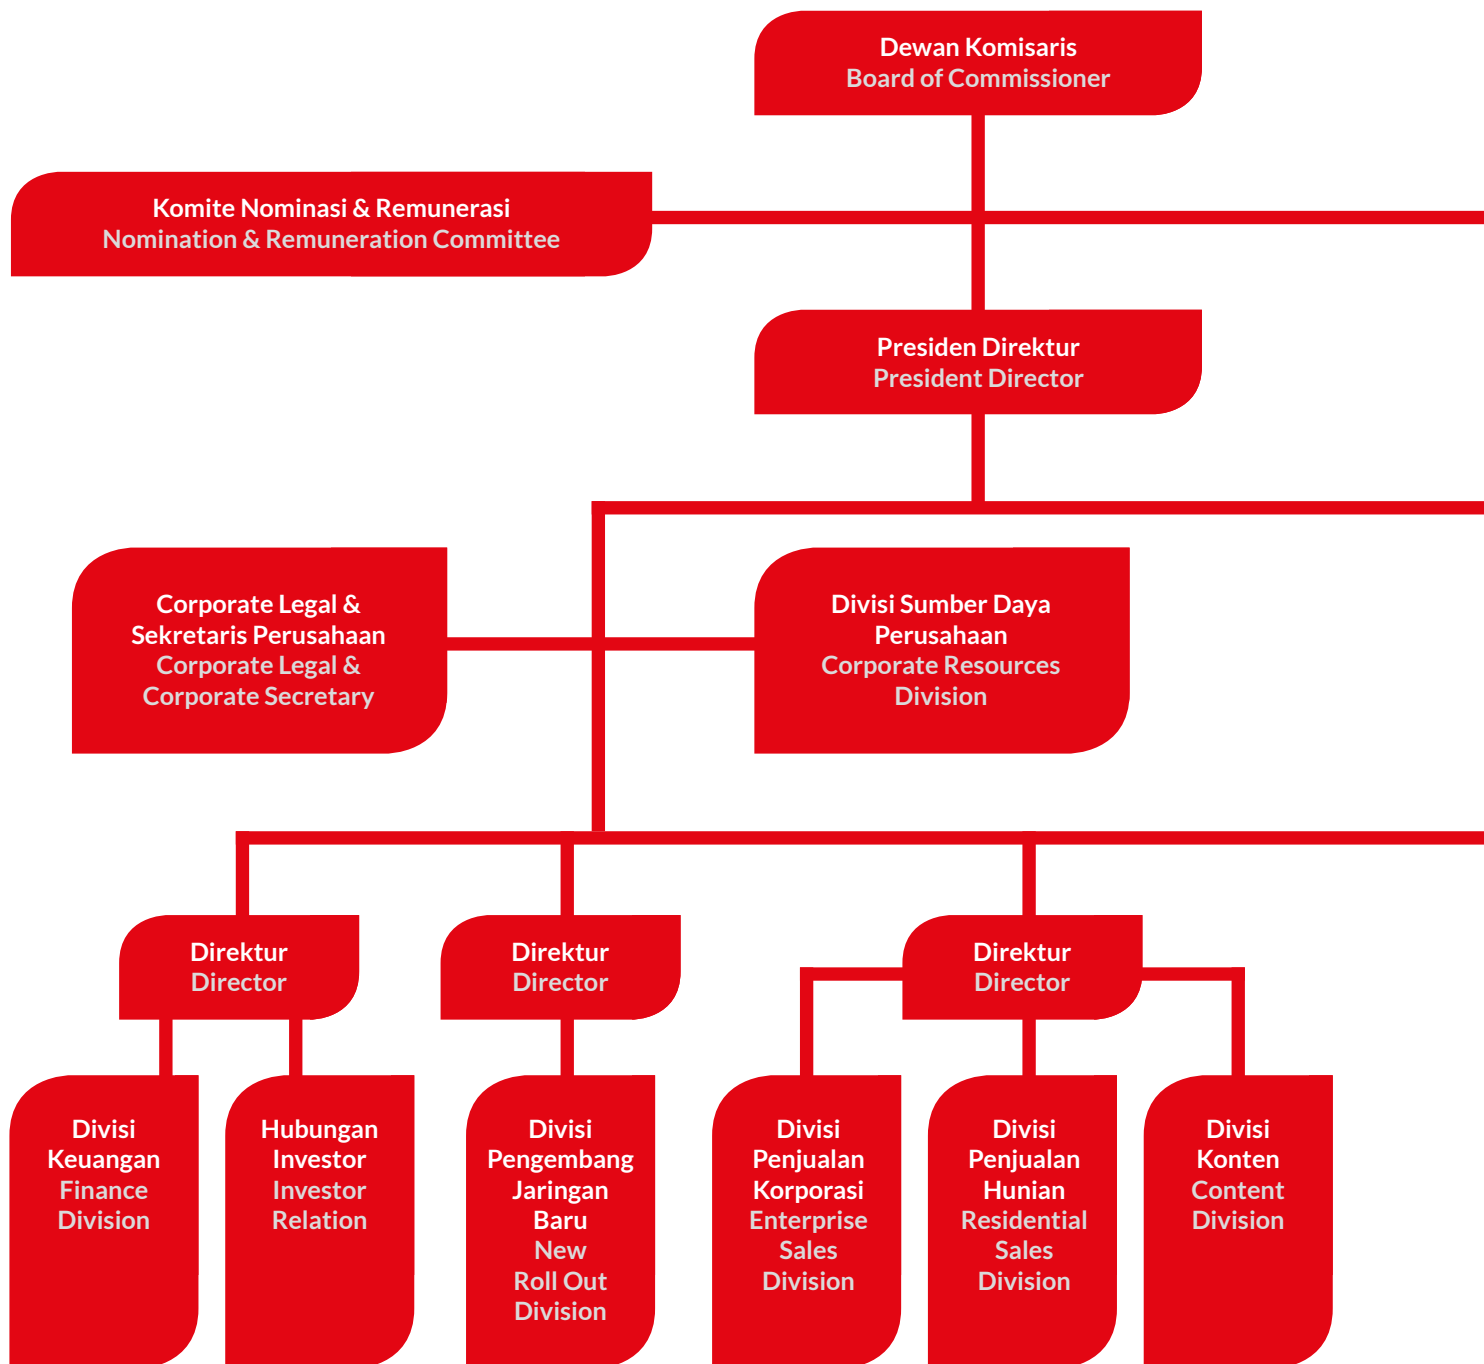 Dewan Komisaris
Board of Commissioner
Komite Nominasi & Remunerasi
Nomination & Remuneration Committee
Presiden Direktur
President Director
Corporate Legal &
Sekretaris Perusahaan
Corporate Legal &
Corporate Secretary
Divisi Sumber Daya
Perusahaan
Corporate Resources
Division
Direktur
Director
Direktur
Director
Direktur
Director
Divisi
Keuangan
Finance
Division
Hubungan
Investor
Investor
Relation
Divisi
Pengembang
Jaringan
Baru
New
Roll Out
Division
Divisi
Penjualan
Korporasi
Enterprise
Sales
Division
Divisi
Penjualan
Hunian
Residential
Sales
Division
Divisi
Konten
Content
Division